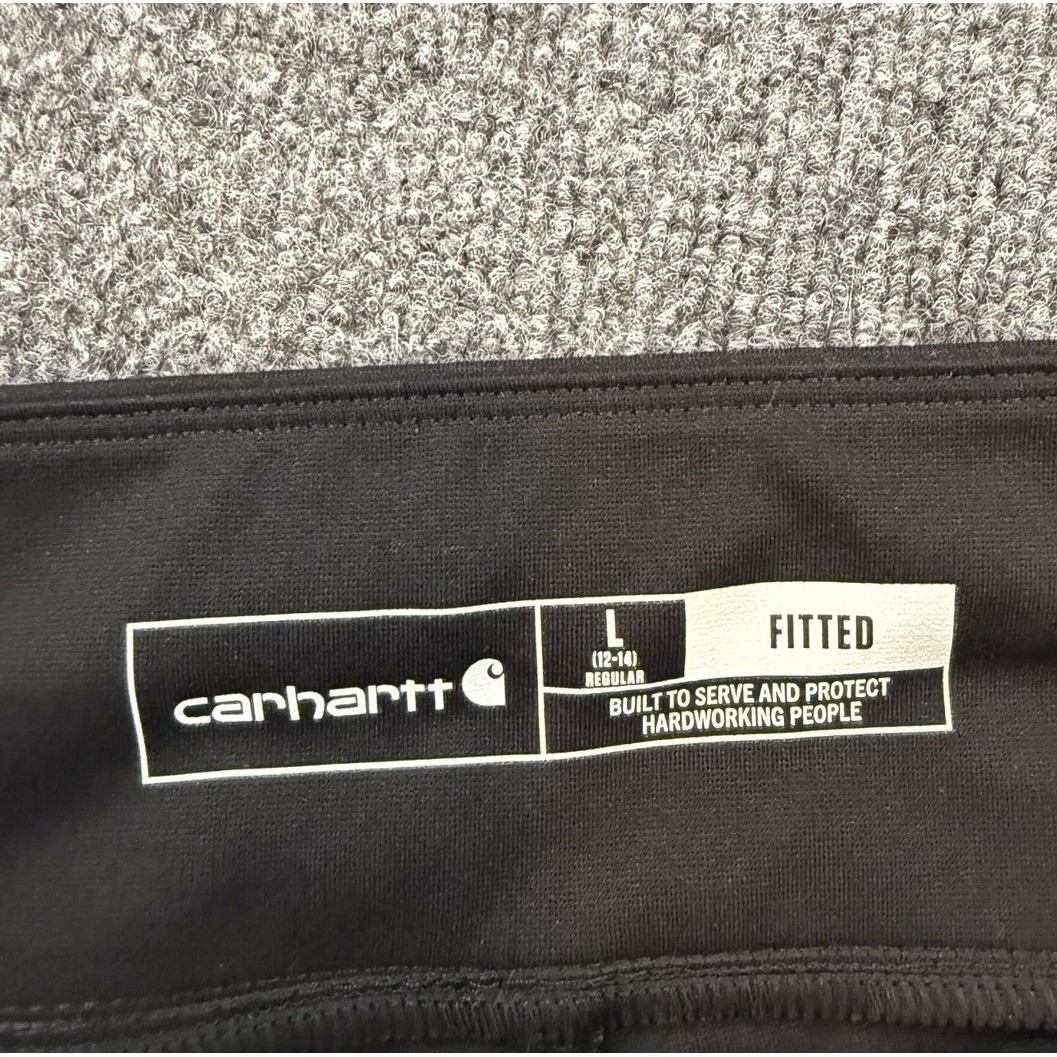 carhartt
L
(12-14)
REGULAR
FITTED
BUILT TO SERVE AND PROTECT
HARDWORKING PEOPLE